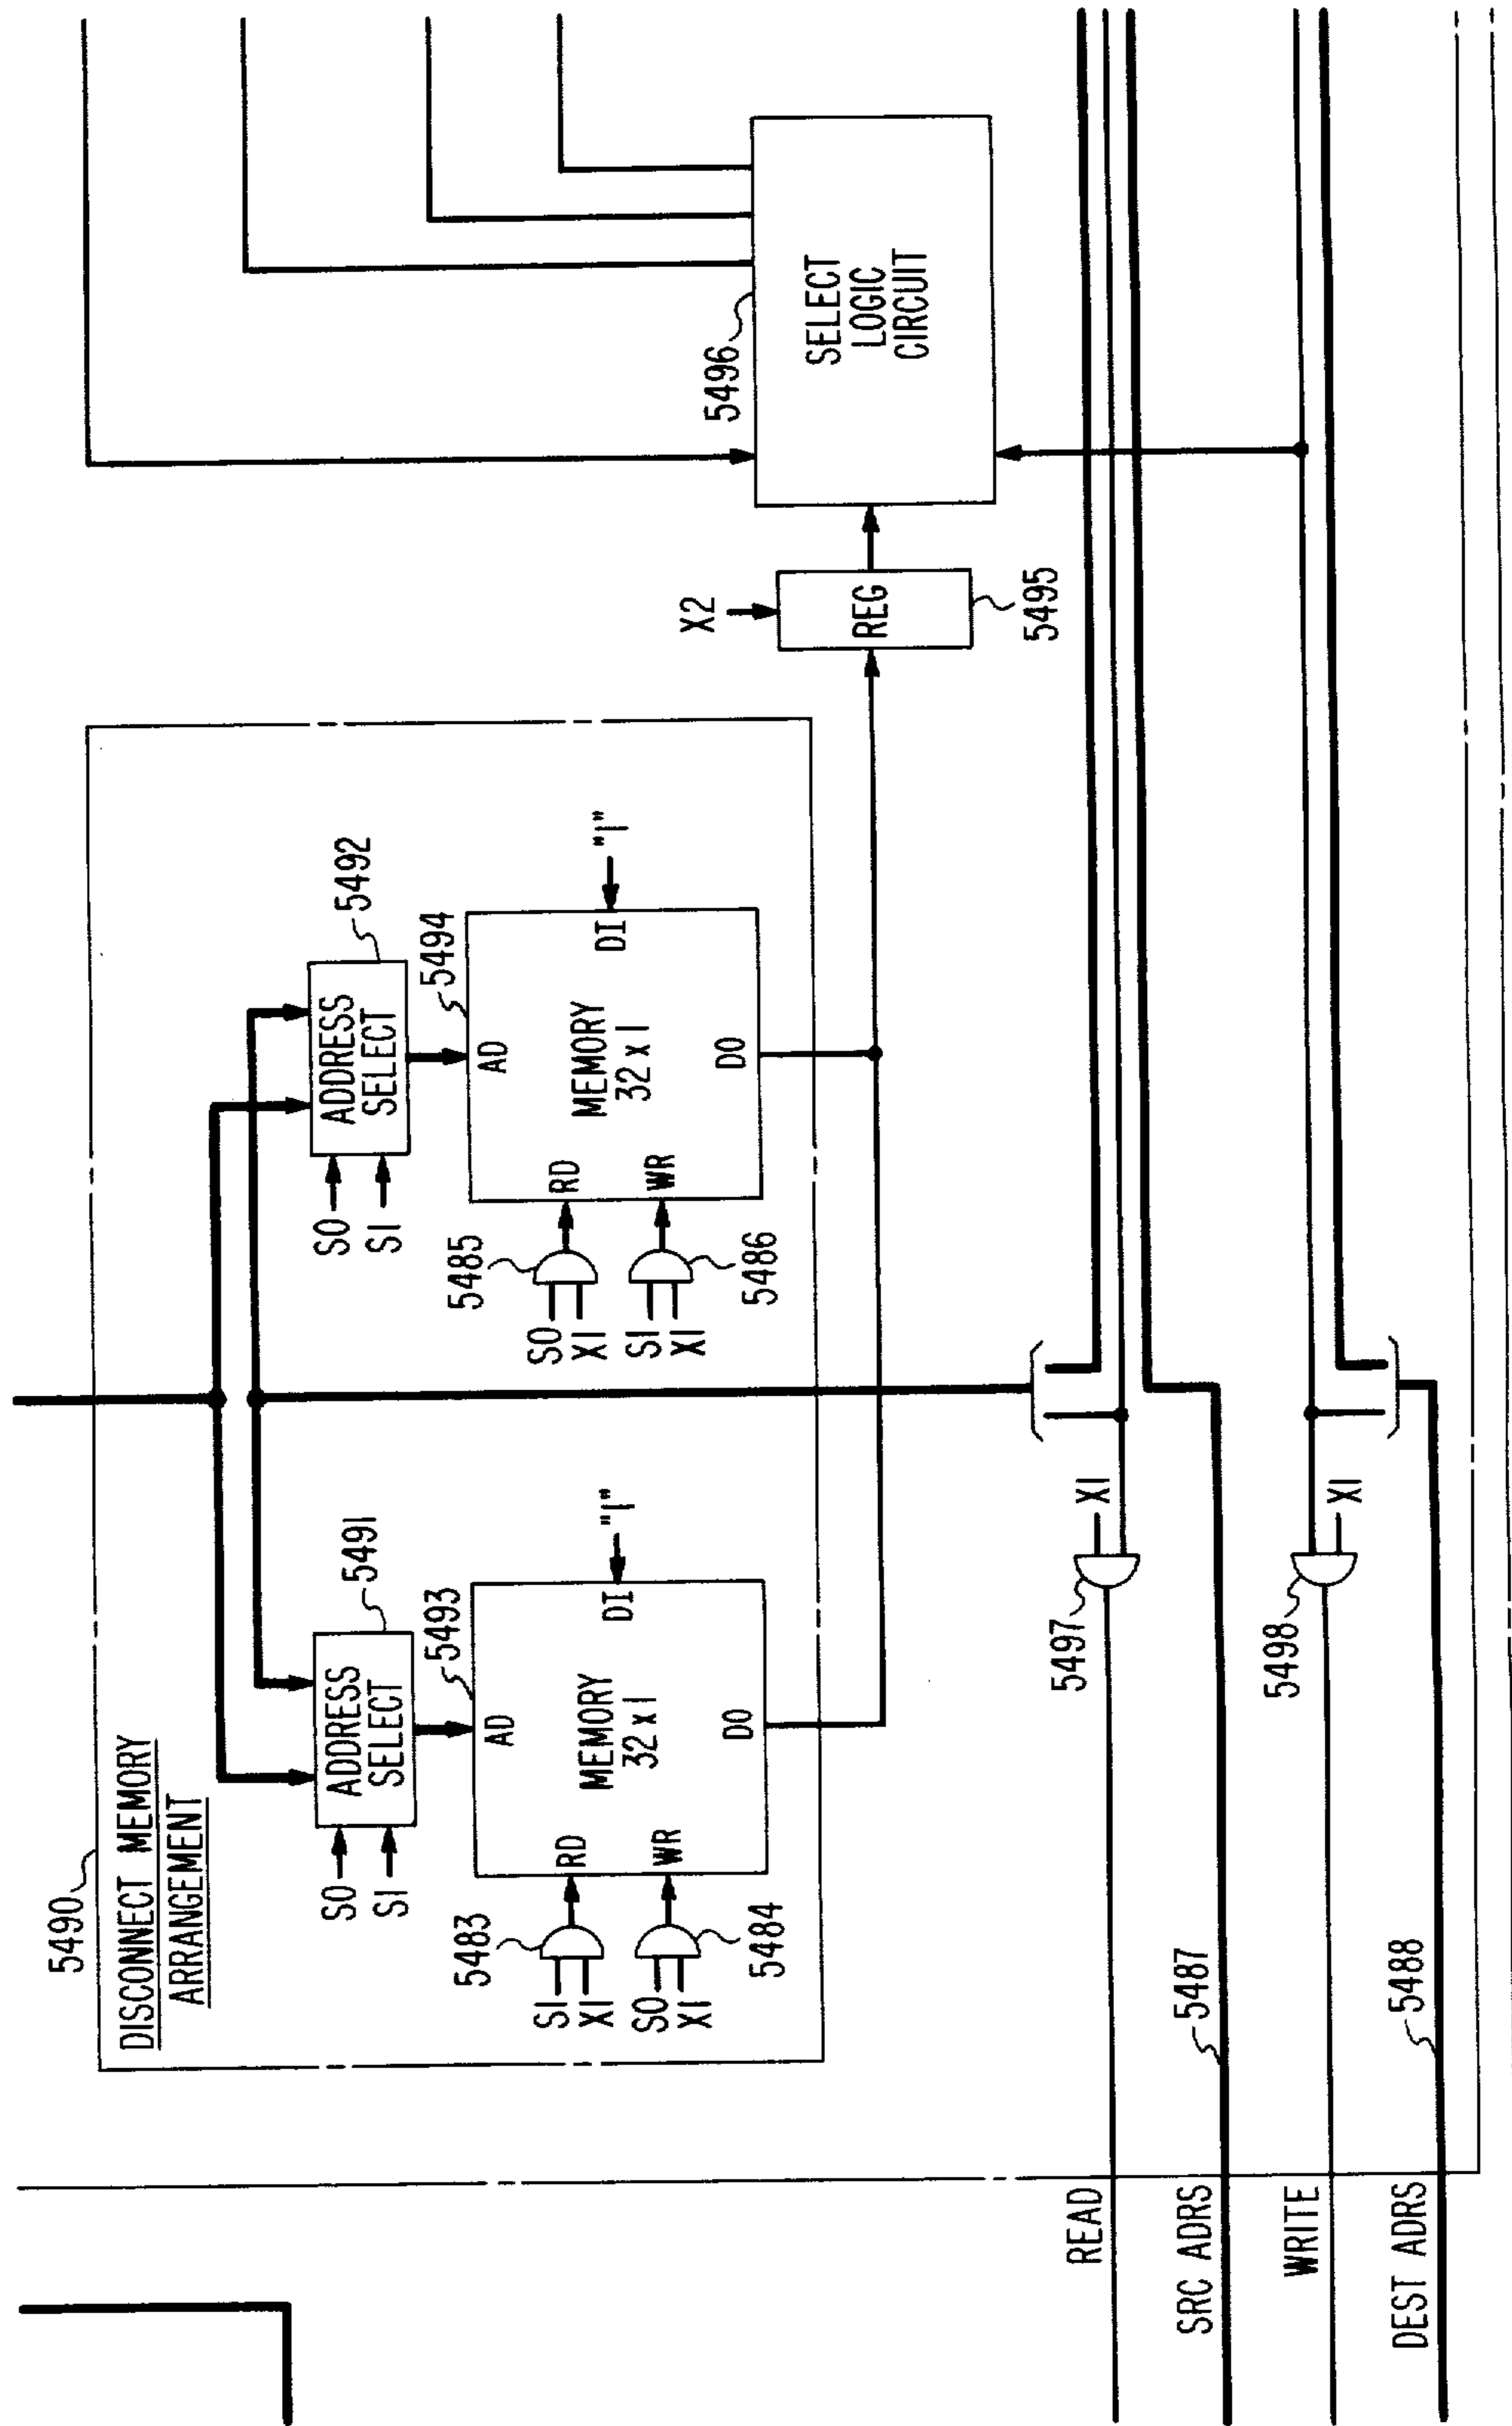 5490
DISCONNECT MEMORY
ARRANGEMENT
S0
S1
ADDRESS
SELECT
5491
S0
S1
ADDRESS
SELECT
5492
5483
S1
X1
S0
X1
5484
RD
WR
AD
5493
MEMORY
32 x 1
DI
"1"
DO
5485
S0
X1
S1
X1
5486
RD
WR
AD
5494
MEMORY
32 x 1
DI
"1"
DO
X2
REG
5495
5496
SELECT
LOGIC
CIRCUIT
READ
5497
X1
SRC ADRS
5487
WRITE
5498
X1
DEST ADRS
5488